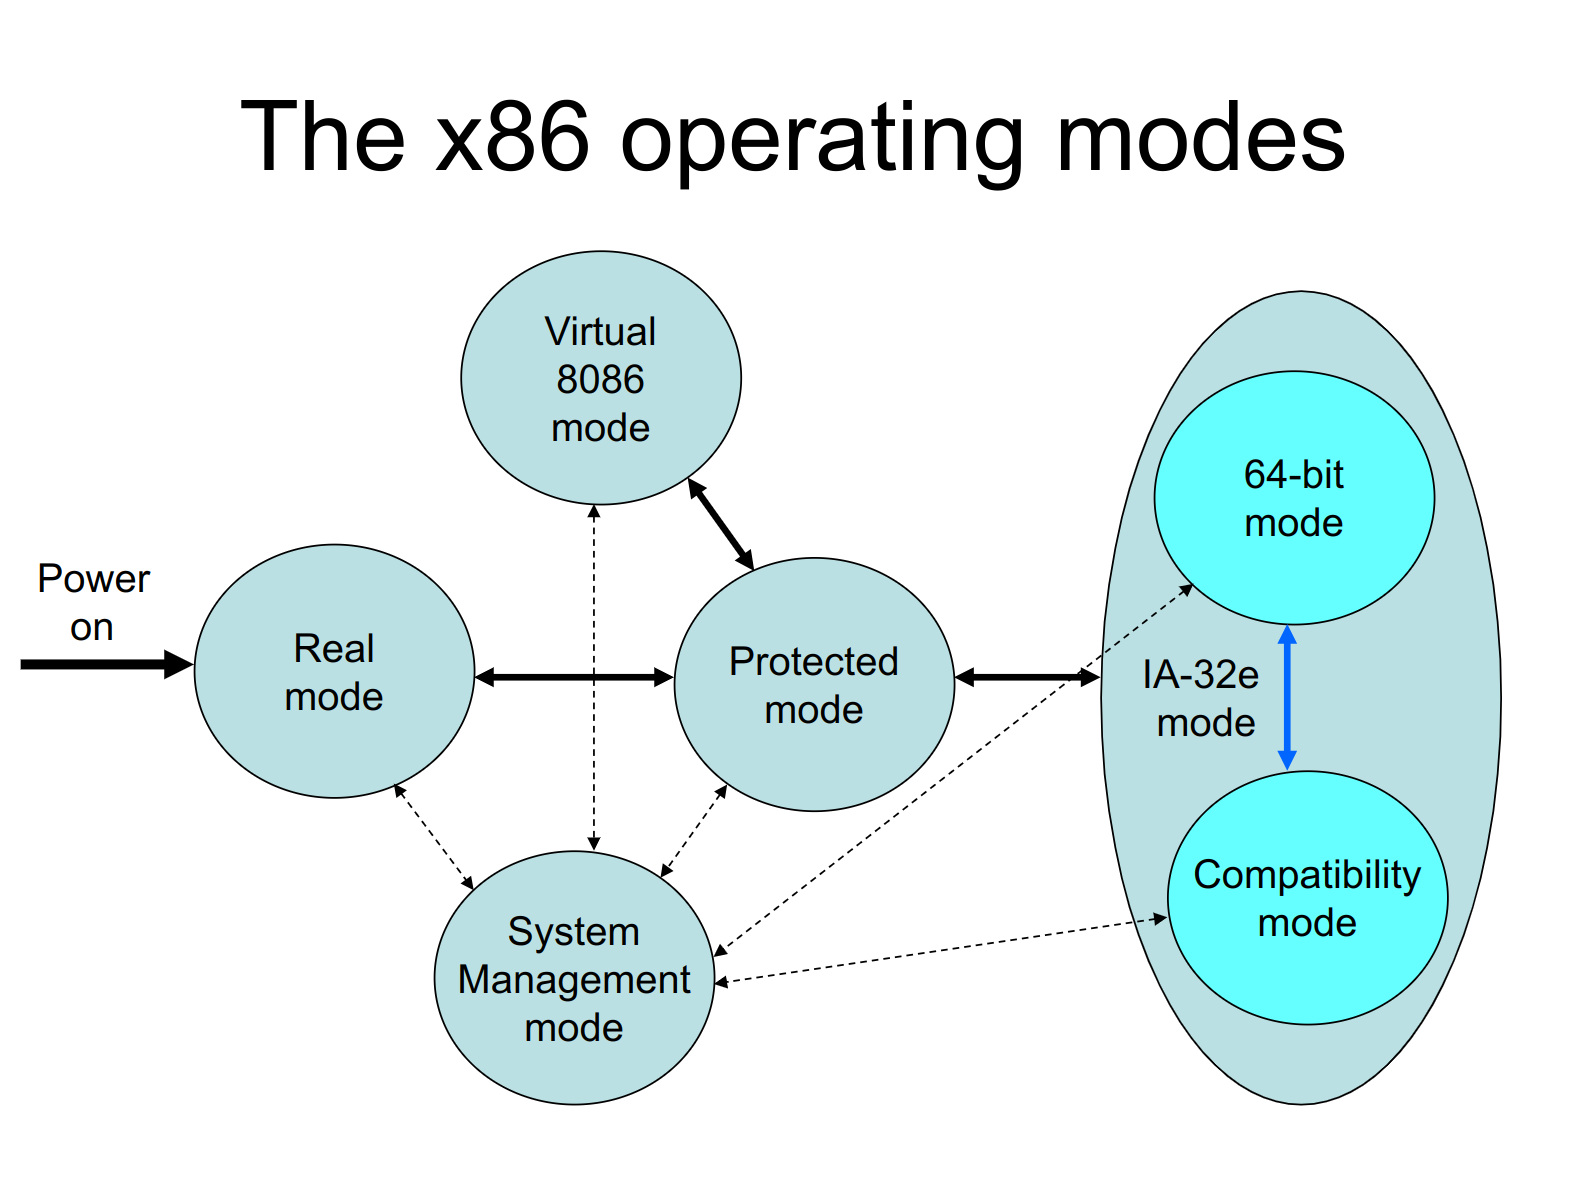 The x86 operating modes
Virtual
8086
mode
64-bit
mode
Power
on
Real
mode
Protected
mode
IA-32e
mode
Compatibility
mode
System
Management
mode